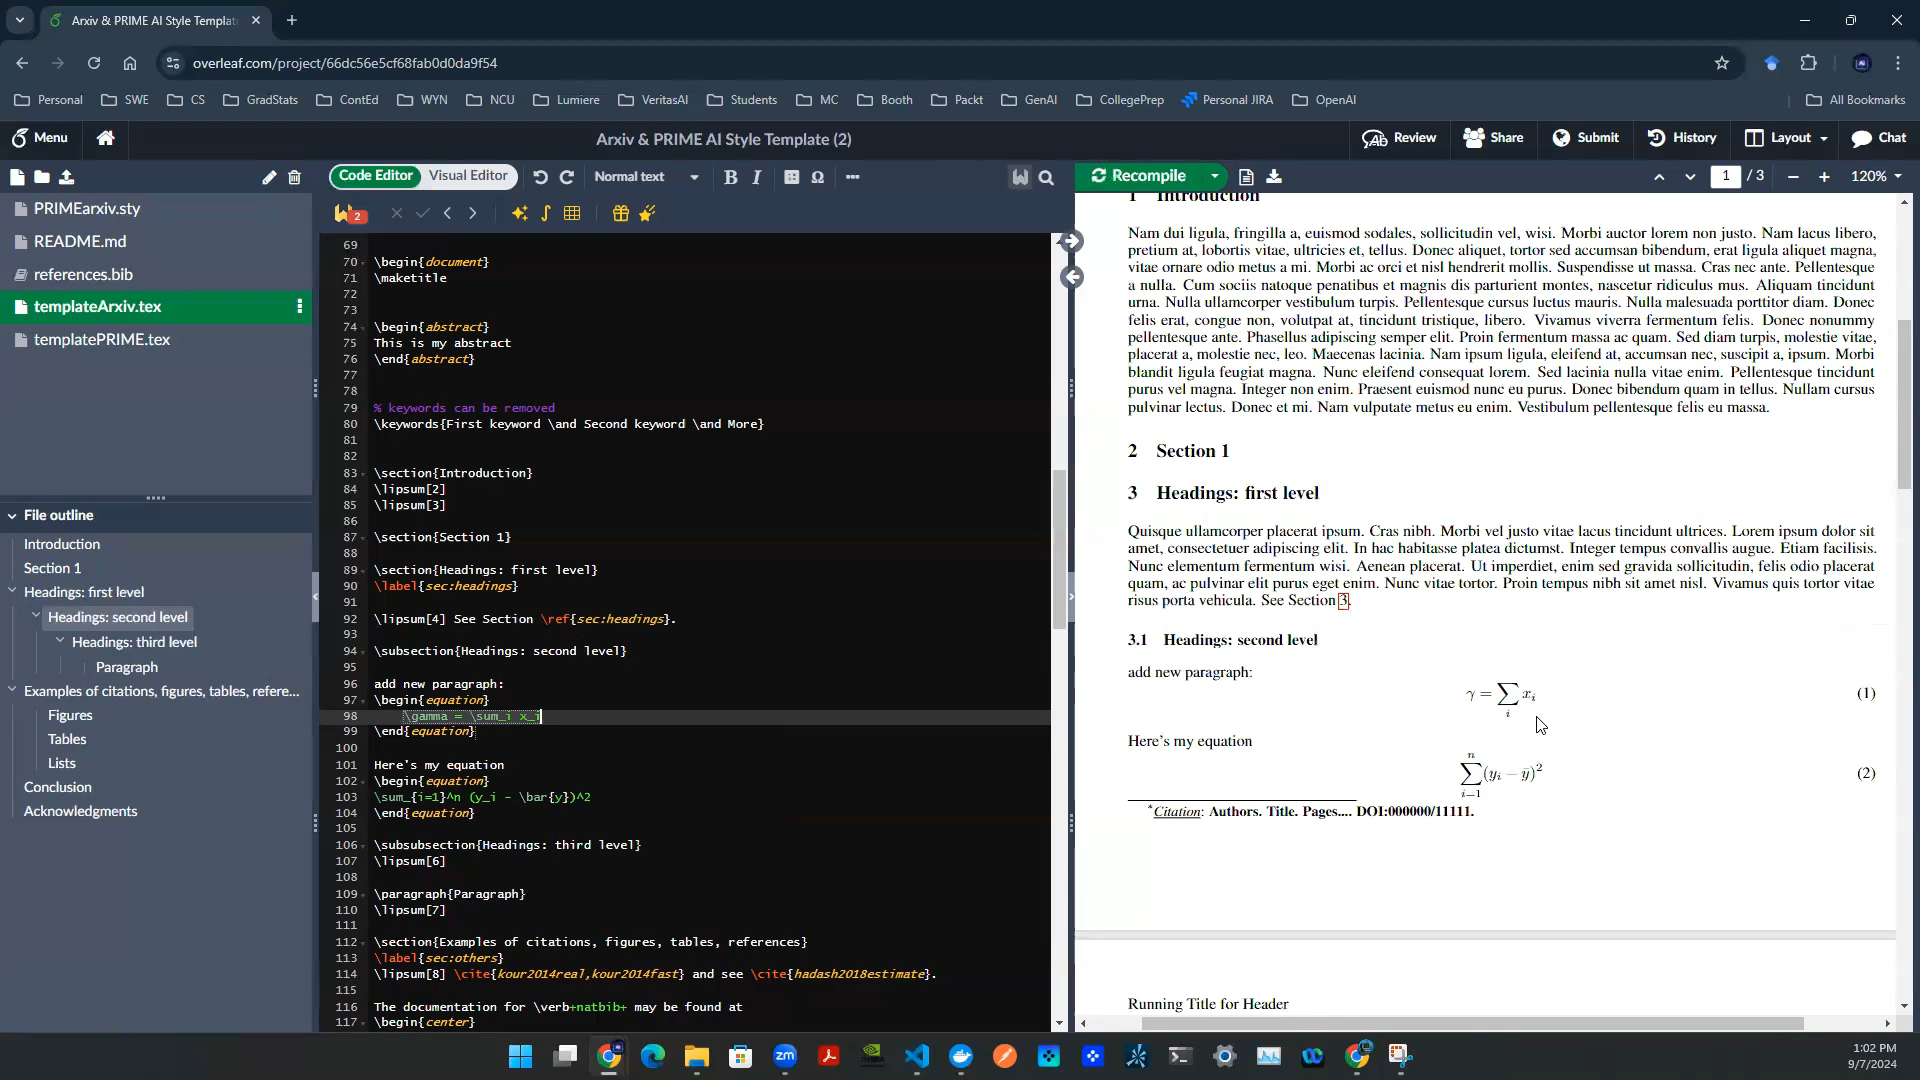 Arxiv & PRIME AI Style Templat
overleaf.com/project/66dc56e5cf68fab0d0da9f54
Personal SWE CS GradStats ContEd WYN NCU Lumiere VeritasAI Students MC Booth Packt GenAI CollegePrep Personal JIRA OpenAI All Bookmarks
Menu Arxiv & PRIME AI Style Template (2) Review Share Submit History Layout Chat
Code Editor Visual Editor Normal text B I Recompile 1 / 3 120%
2
PRIMEarxiv.sty
README.md
references.bib
templateArxiv.tex
templatePRIME.tex
File outline
Introduction
Section 1
Headings: first level
Headings: second level
Headings: third level
Paragraph
Examples of citations, figures, tables, refere...
Figures
Tables
Lists
Conclusion
Acknowledgments
69
70 \begin{document}
71 \maketitle
72
73
74 \begin{abstract}
75 This is my abstract
76 \end{abstract}
77
78
79 % keywords can be removed
80 \keywords{First keyword \and Second keyword \and More}
81
82
83 \section{Introduction}
84 \lipsum[2]
85 \lipsum[3]
86
87 \section{Section 1}
88
89 \section{Headings: first level}
90 \label{sec:headings}
91
92 \lipsum[4] See Section \ref{sec:headings}.
93
94 \subsection{Headings: second level}
95
96 add new paragraph:
97 \begin{equation}
98 \gamma = \sum_i x_i
99 \end{equation}
100
101 Here's my equation
102 \begin{equation}
103 \sum_{i=1}^n (y_i - \bar{y})^2
104 \end{equation}
105
106 \subsubsection{Headings: third level}
107 \lipsum[6]
108
109 \paragraph{Paragraph}
110 \lipsum[7]
111
112 \section{Examples of citations, figures, tables, references}
113 \label{sec:others}
114 \lipsum[8] \cite{kour2014real,kour2014fast} and see \cite{hadash2018estimate}.
115
116 The documentation for \verb+natbib+ may be found at
117 \begin{center}
1 Introduction
Nam dui ligula, fringilla a, euismod sodales, sollicitudin vel, wisi. Morbi auctor lorem non justo. Nam lacus libero,
pretium at, lobortis vitae, ultricies et, tellus. Donec aliquet, tortor sed accumsan bibendum, erat ligula aliquet magna,
vitae ornare odio metus a mi. Morbi ac orci et nisl hendrerit mollis. Suspendisse ut massa. Cras nec ante. Pellentesque
a nulla. Cum sociis natoque penatibus et magnis dis parturient montes, nascetur ridiculus mus. Aliquam tincidunt
urna. Nulla ullamcorper vestibulum turpis. Pellentesque cursus luctus mauris. Nulla malesuada porttitor diam. Donec
felis erat, congue non, volutpat at, tincidunt tristique, libero. Vivamus viverra fermentum felis. Donec nonummy
pellentesque ante. Phasellus adipiscing semper elit. Proin fermentum massa ac quam. Sed diam turpis, molestie vitae,
placerat a, molestie nec, leo. Maecenas lacinia. Nam ipsum ligula, eleifend at, accumsan nec, suscipit a, ipsum. Morbi
blandit ligula feugiat magna. Nunc eleifend consequat lorem. Sed lacinia nulla vitae enim. Pellentesque tincidunt
purus vel magna. Integer non enim. Praesent euismod nunc eu purus. Donec bibendum quam in tellus. Nullam cursus
pulvinar lectus. Donec et mi. Nam vulputate metus eu enim. Vestibulum pellentesque felis eu massa.
2 Section 1
3 Headings: first level
Quisque ullamcorper placerat ipsum. Cras nibh. Morbi vel justo vitae lacus tincidunt ultrices. Lorem ipsum dolor sit
amet, consectetuer adipiscing elit. In hac habitasse platea dictumst. Integer tempus convallis augue. Etiam facilisis.
Nunc elementum fermentum wisi. Aenean placerat. Ut imperdiet, enim sed gravida sollicitudin, felis odio placerat
quam, ac pulvinar elit purus eget enim. Nunc vitae tortor. Proin tempus nibh sit amet nisl. Vivamus quis tortor vitae
risus porta vehicula. See Section 3.
3.1 Headings: second level
add new paragraph:
γ = ∑_i x_i (1)
Here's my equation
∑_{i=1}^n (y_i − ȳ)^2 (2)
*Citation: Authors. Title. Pages.... DOI:000000/11111.
Running Title for Header
zm
1:02 PM
9/7/2024